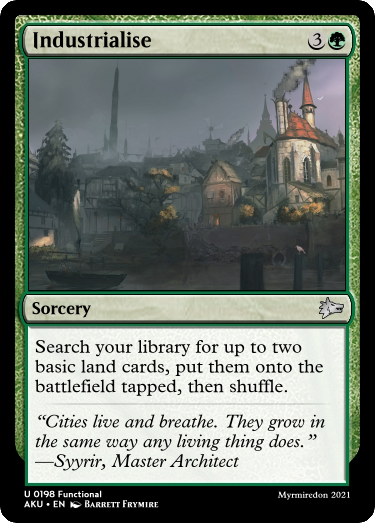 Industrialise 3
Sorcery
Search your library for up to two
basic land cards, put them onto the
battlefield tapped, then shuffle.
“Cities live and breathe. They grow in
the same way any living thing does.”
—Syyrir, Master Architect
U 0198 Functional
AKU • EN BARRETT FRYMIRE
Myrmiredon 2021